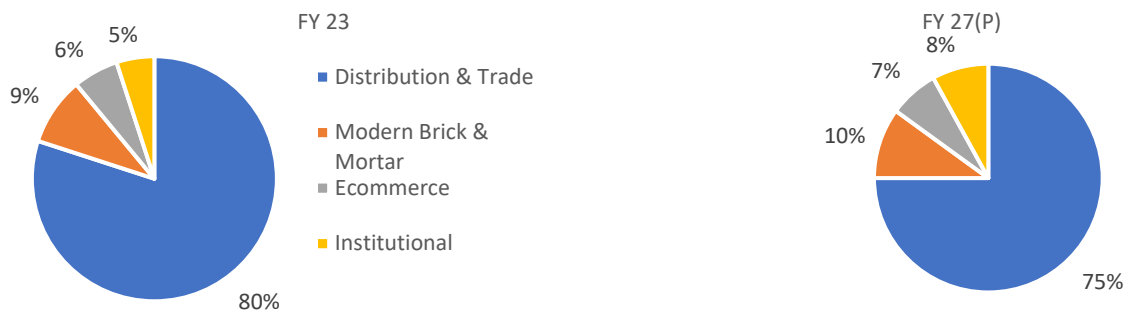 FY 23
5%
6%
9%
80%
Distribution & Trade
Modern Brick &
Mortar
Ecommerce
Institutional
FY 27(P)
8%
7%
10%
75%